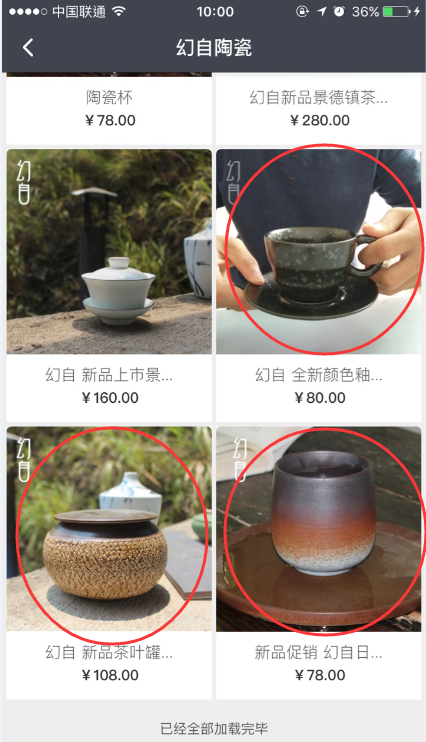 中国联通 10:00 36%
幻自陶瓷
陶瓷杯 幻自新品景德镇茶...
¥78.00 ¥280.00
幻自 幻自
幻自 新品上市景... 幻自 全新颜色釉...
¥160.00 ¥80.00
幻自 幻自
幻自 新品茶叶罐... 新品促销 幻自日...
¥108.00 ¥78.00
已经全部加载完毕